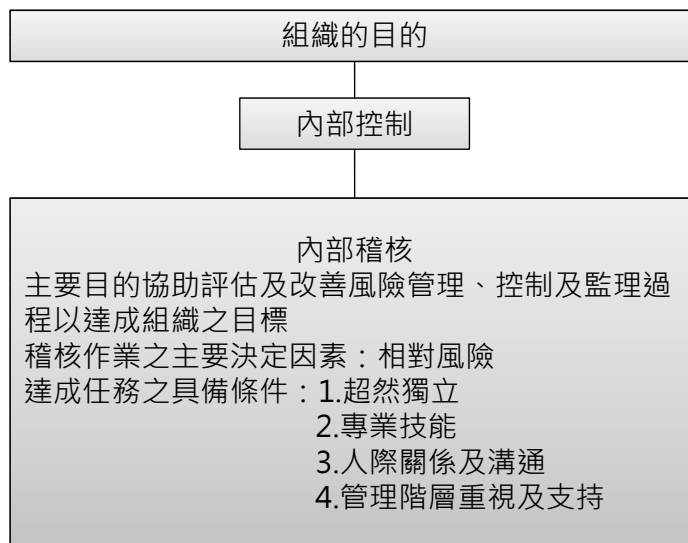 組織的目的
內部控制
內部稽核
主要目的協助評估及改善風險管理、控制及監理過
程以達成組織之目標
稽核作業之主要決定因素：相對風險
達成任務之具備條件：1.超然獨立
2.專業技能
3.人際關係及溝通
4.管理階層重視及支持